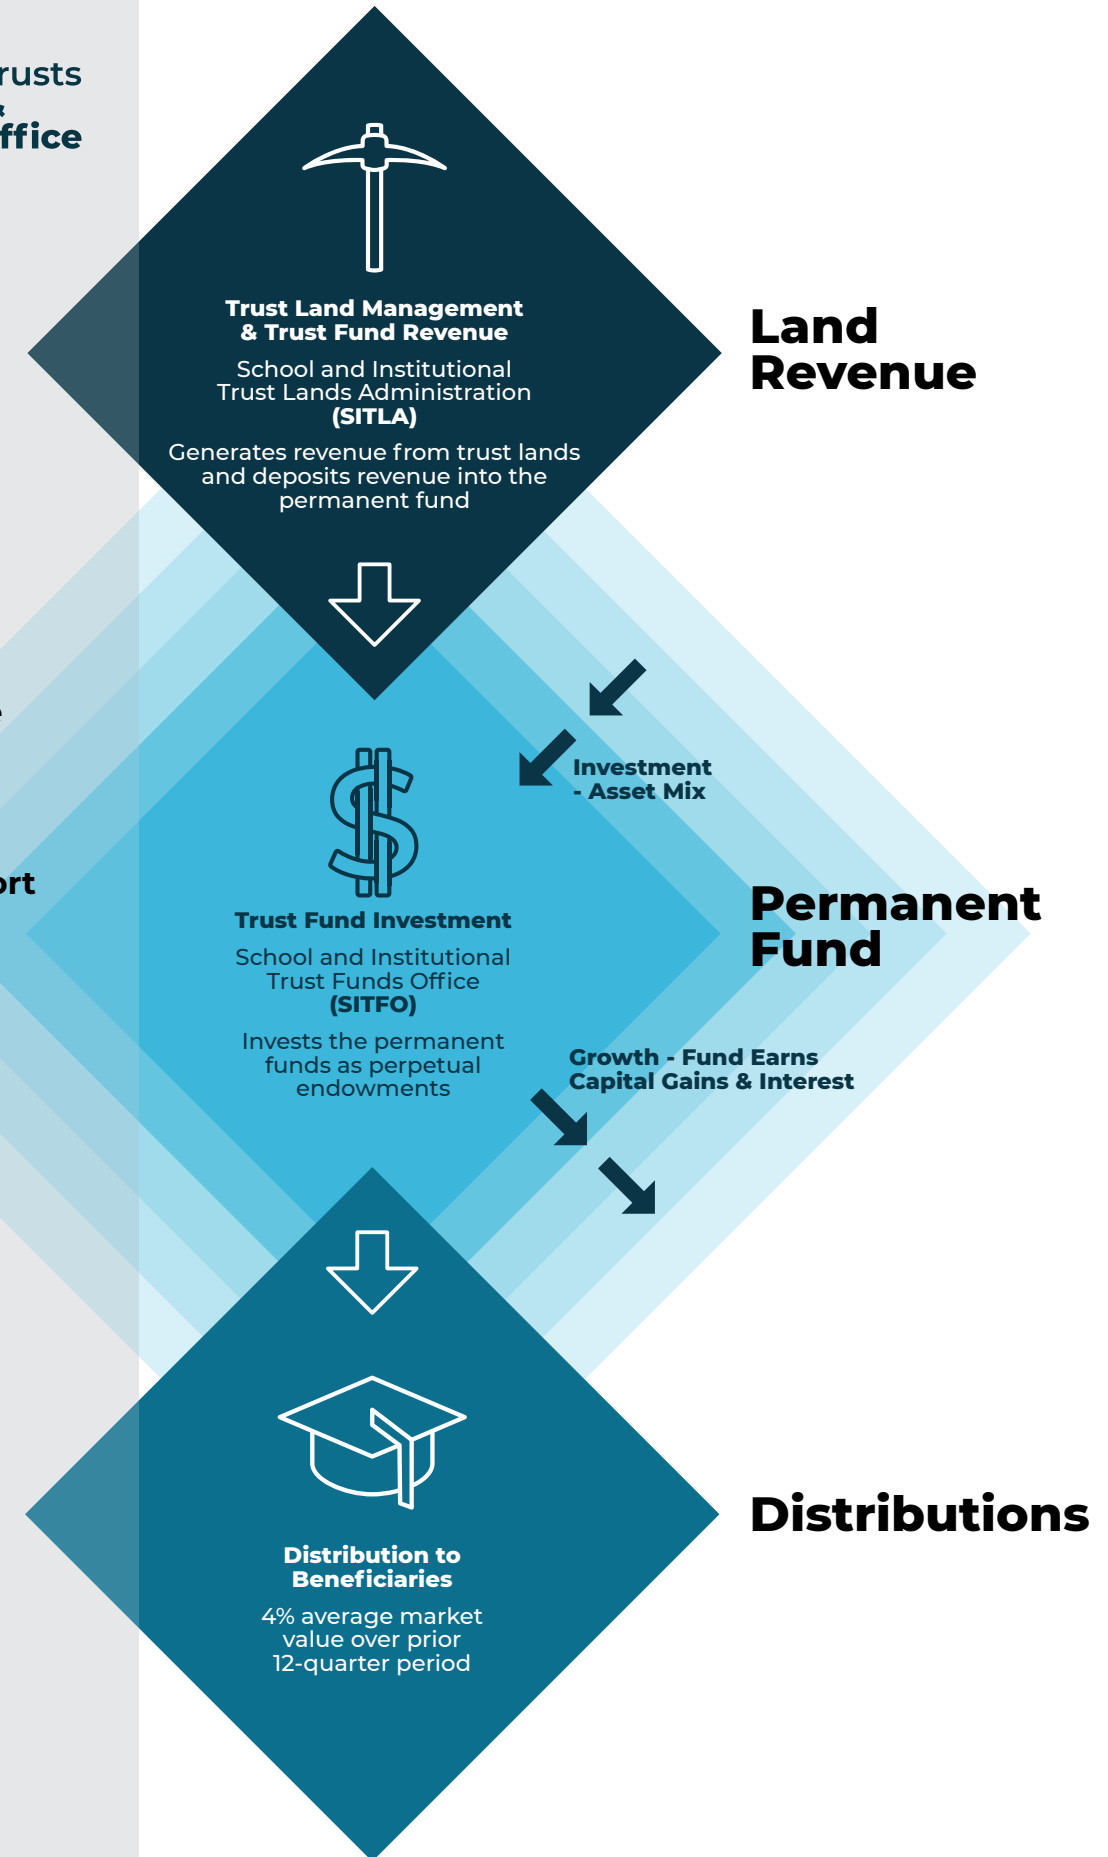 Trust Land Management
& Trust Fund Revenue
School and Institutional
Trust Lands Administration
(SITLA)
Generates revenue from trust lands
and deposits revenue into the
permanent fund
Land
Revenue
Investment
- Asset Mix
Trust Fund Investment
School and Institutional
Trust Funds Office
(SITFO)
Invests the permanent
funds as perpetual
endowments
Permanent
Fund
Growth - Fund Earns
Capital Gains & Interest
Distribution to
Beneficiaries
4% average market
value over prior
12-quarter period
Distributions